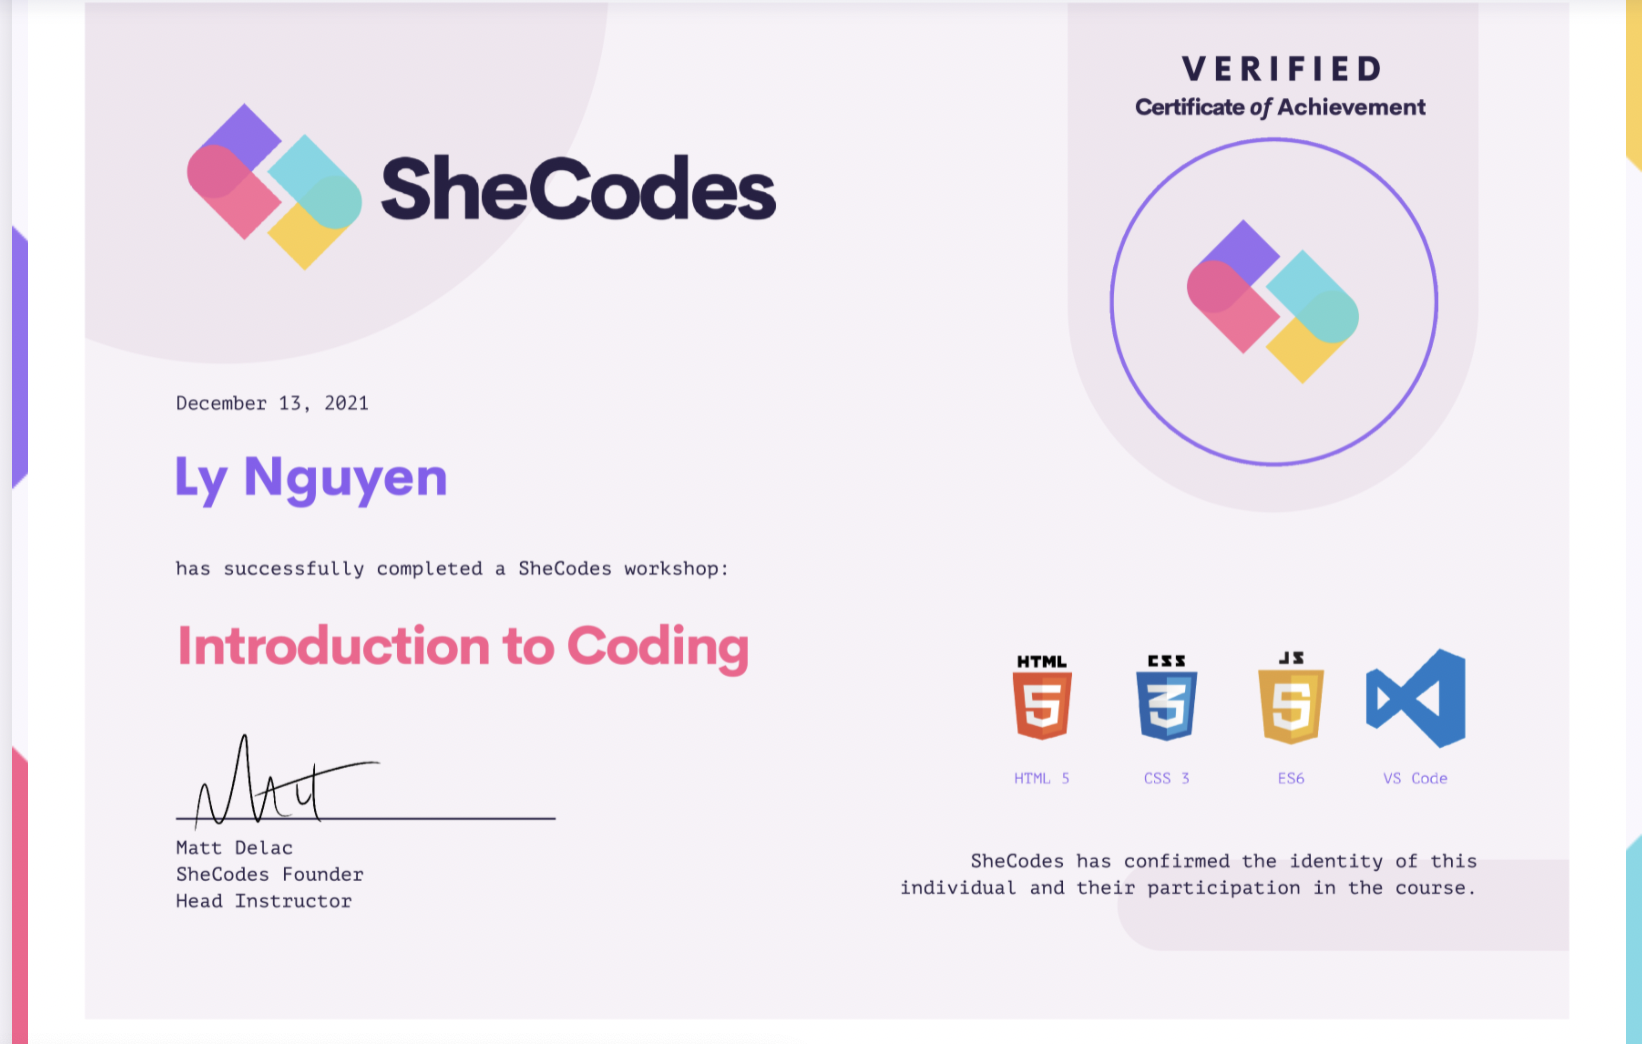 VERIFIED
Certificate of Achievement
SheCodes
December 13, 2021
Ly Nguyen
has successfully completed a SheCodes workshop:
Introduction to Coding
HTML
CSS
JS
5
3
5
HTML 5
CSS 3
ES6
VS Code
Matt
Matt Delac
SheCodes Founder
Head Instructor
SheCodes has confirmed the identity of this
individual and their participation in the course.